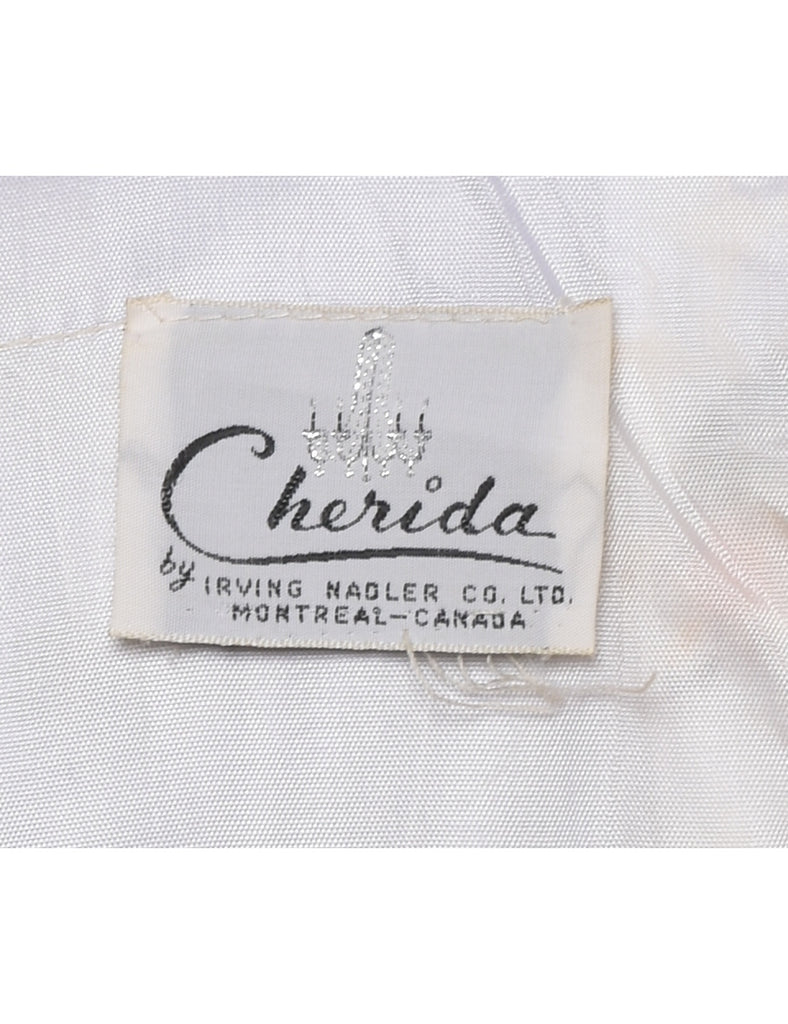 Cherida
by IRVING NADLER CO. LTD.
MONTREAL-CANADA